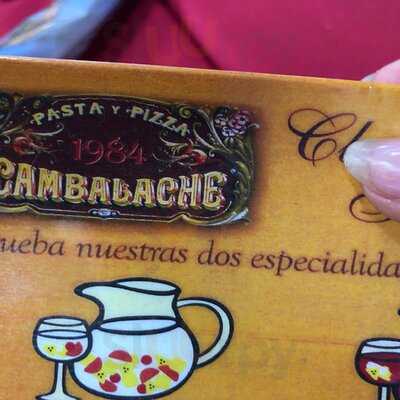 PASTA Y PIZZA
1984
CAMBALACHE
ueba nuestras dos especialida